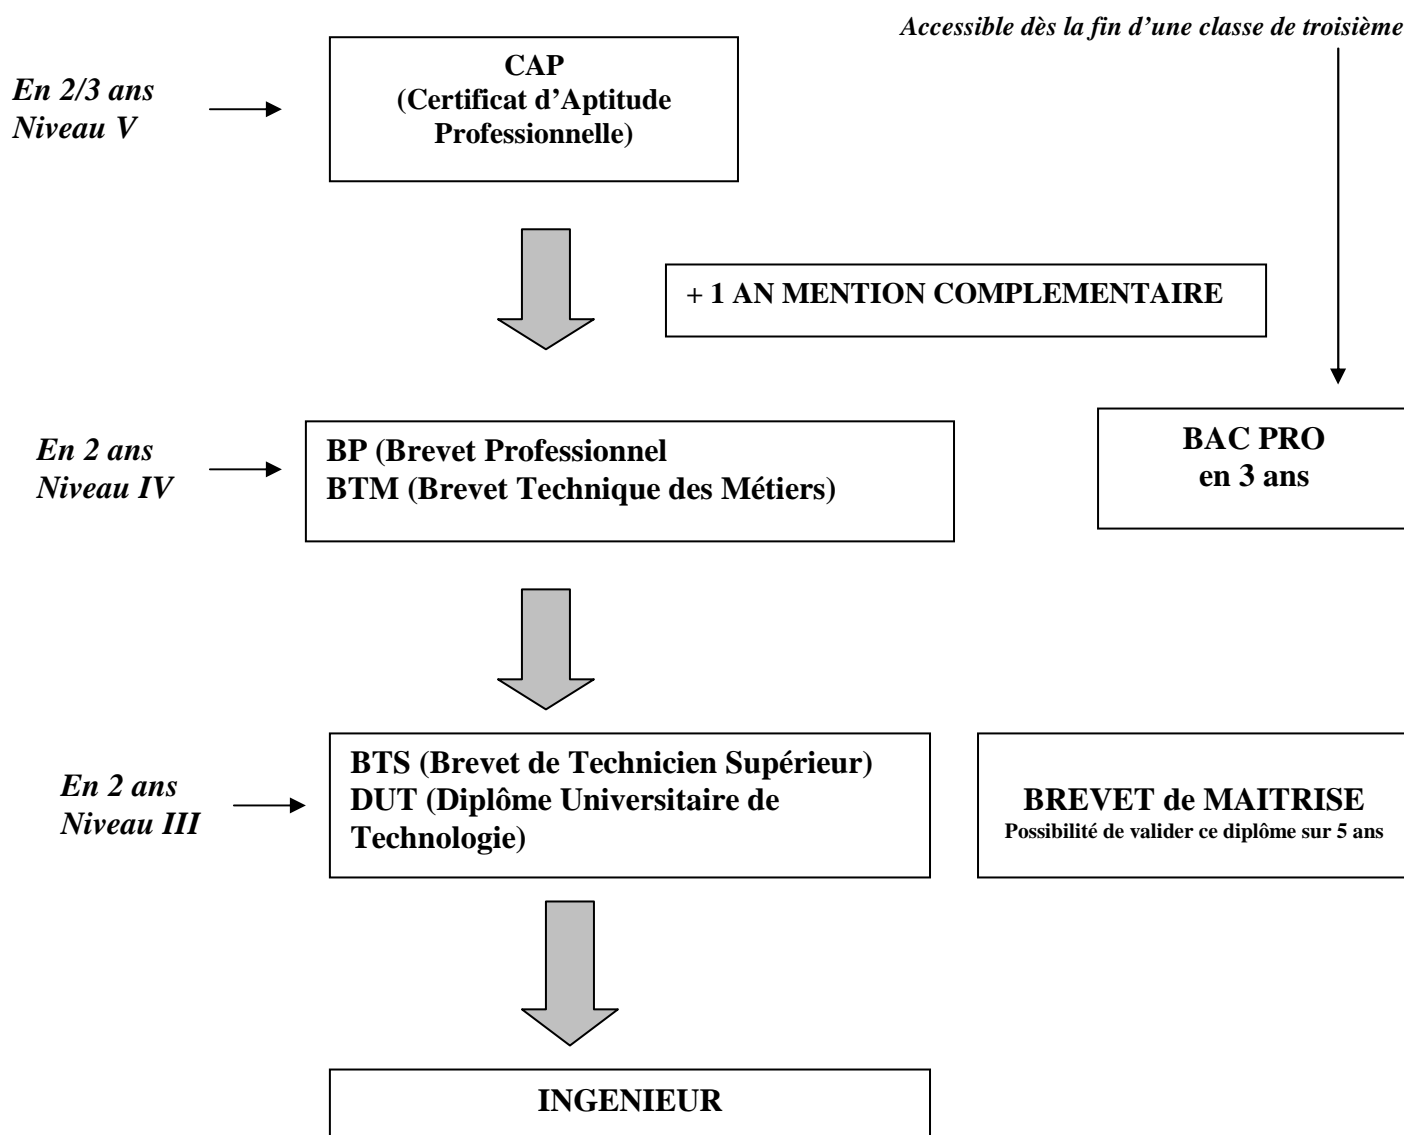 Accessible dès la fin d’une classe de troisième
En 2/3 ans
Niveau V
CAP
(Certificat d’Aptitude
Professionnelle)
+ 1 AN MENTION COMPLEMENTAIRE
En 2 ans
Niveau IV
BP (Brevet Professionnel
BTM (Brevet Technique des Métiers)
BAC PRO
en 3 ans
En 2 ans
Niveau III
BTS (Brevet de Technicien Supérieur)
DUT (Diplôme Universitaire de
Technologie)
BREVET de MAITRISE
Possibilité de valider ce diplôme sur 5 ans
INGENIEUR